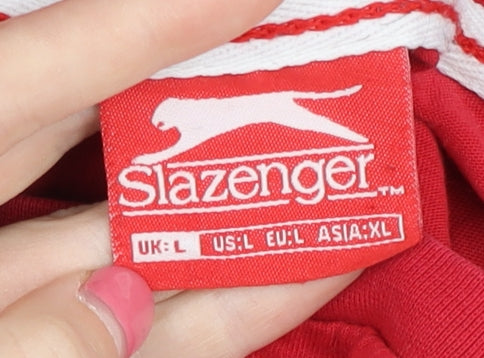 Slazenger™
UK: L US:L EU:L ASIA:XL